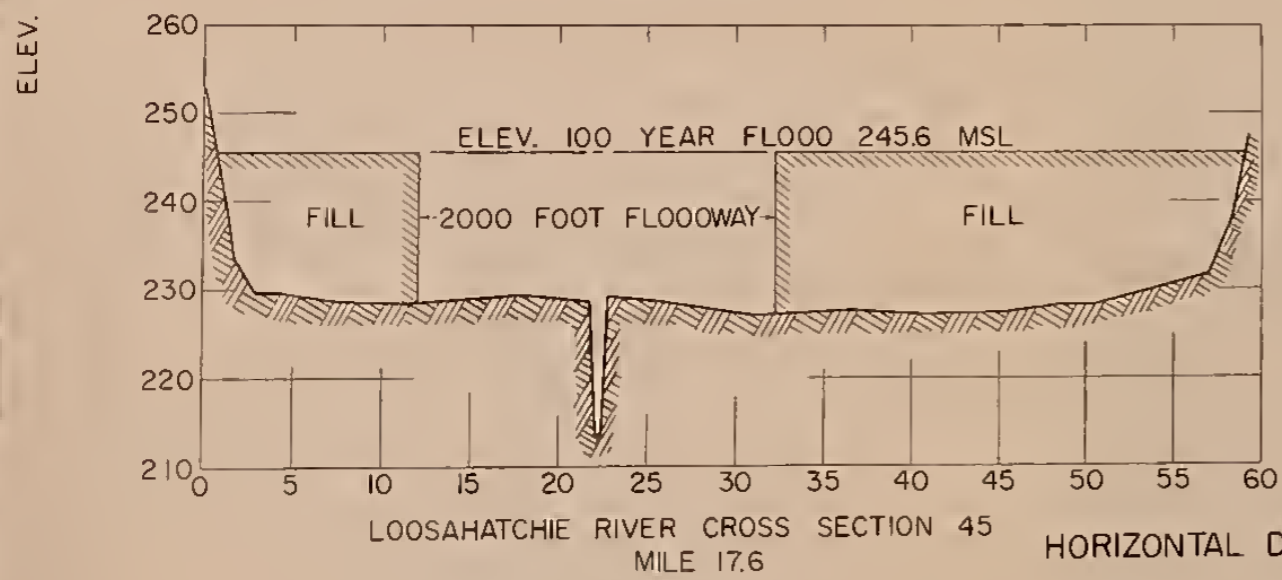 ELEV.
260
250
240
230
220
210
ELEV. 100 YEAR FLOOD 245.6 MSL
FILL
2000 FOOT FLOODWAY
FILL
0 5 10 15 20 25 30 35 40 45 50 55 60
LOOSAHATCHIE RIVER CROSS SECTION 45
MILE 17.6
HORIZONTAL D